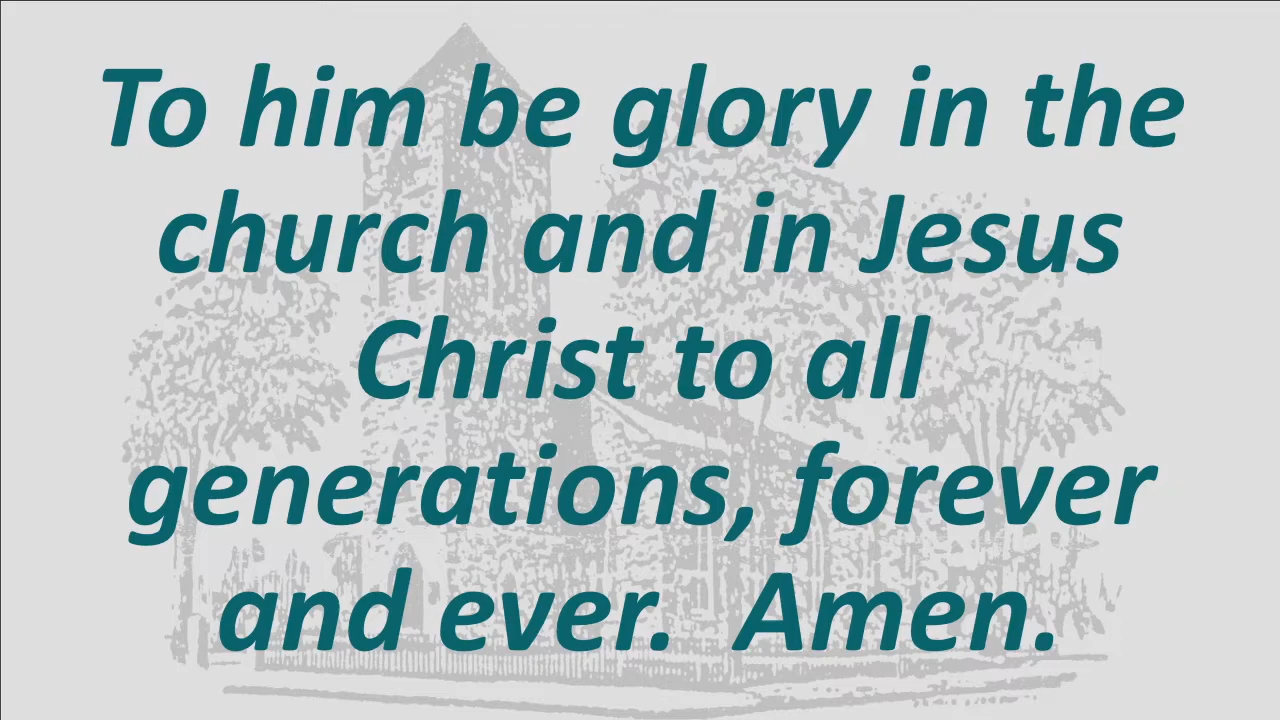 To him be glory in the
church and in Jesus
Christ to all
generations, forever
and ever.  Amen.